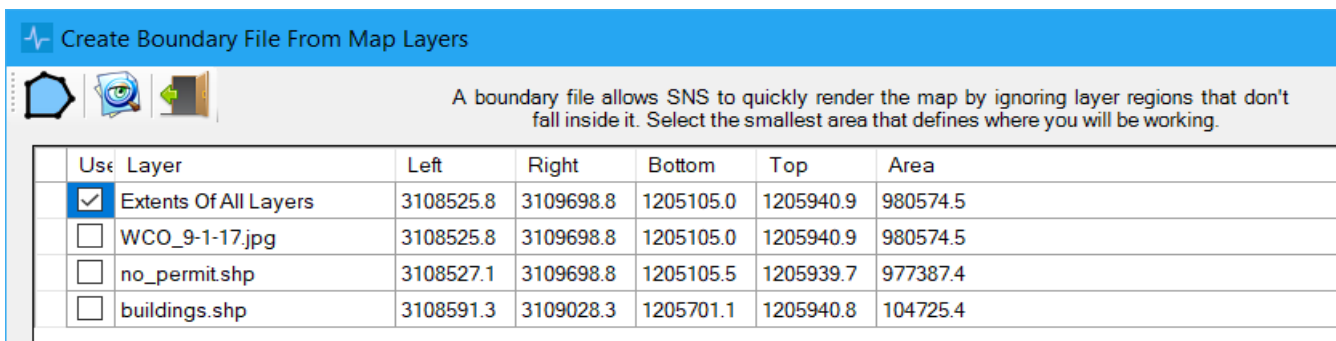 Create Boundary File From Map Layers
A boundary file allows SNS to quickly render the map by ignoring layer regions that don't
fall inside it. Select the smallest area that defines where you will be working.
Use Layer Left Right Bottom Top Area
Extents Of All Layers 3108525.8 3109698.8 1205105.0 1205940.9 980574.5
WCO_9-1-17.jpg 3108525.8 3109698.8 1205105.0 1205940.9 980574.5
no_permit.shp 3108527.1 3109698.8 1205105.5 1205939.7 977387.4
buildings.shp 3108591.3 3109028.3 1205701.1 1205940.8 104725.4